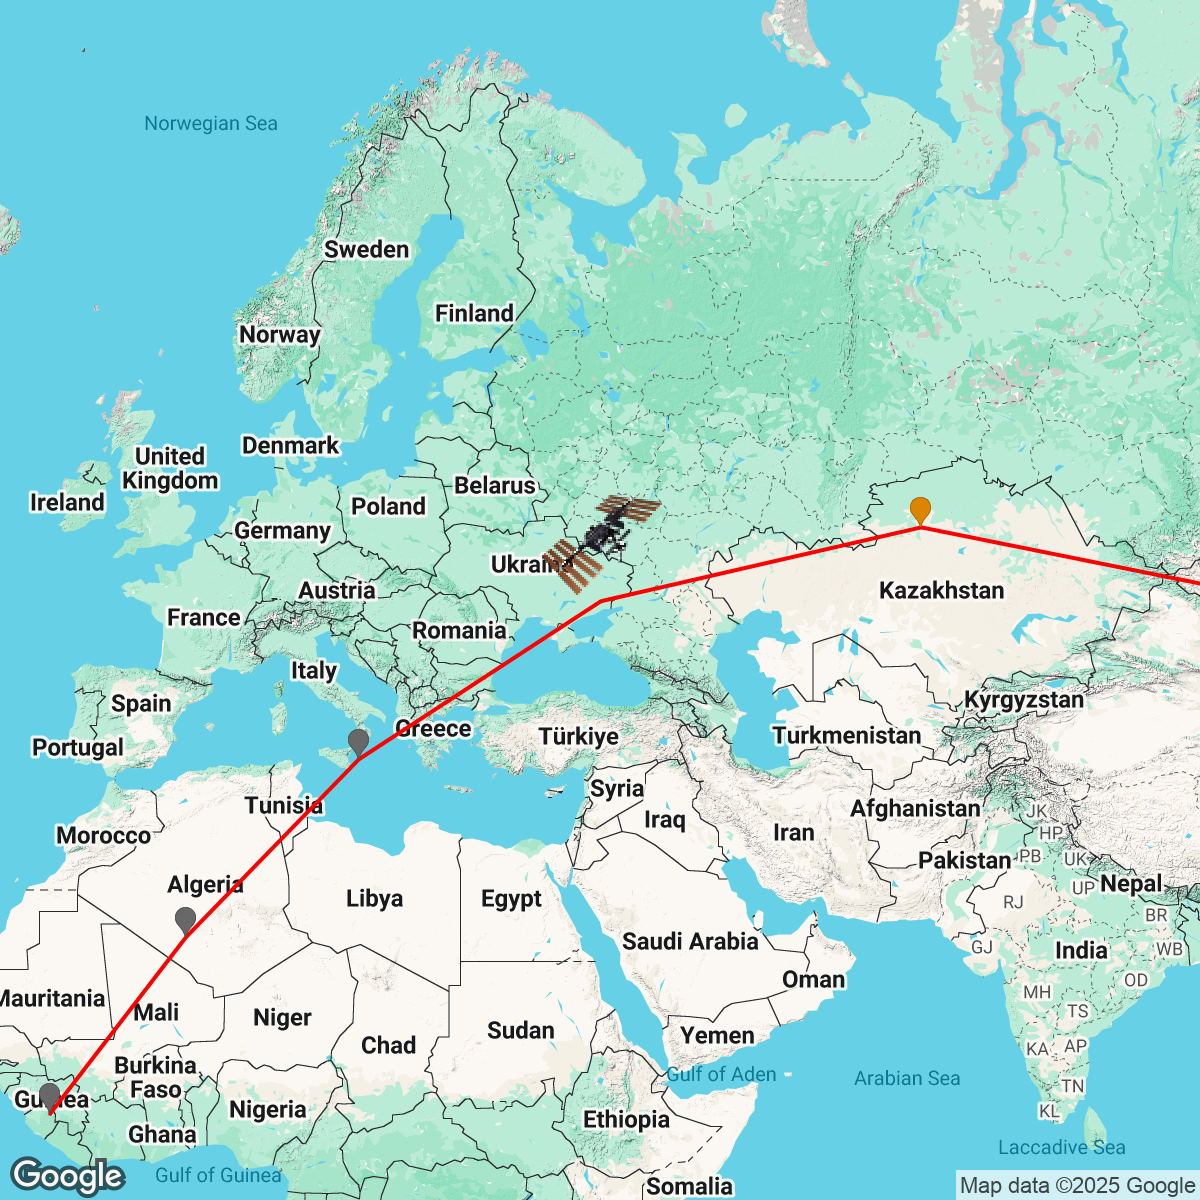 Norwegian Sea
Sweden
Finland
Norway
Denmark
United
Kingdom
Ireland
Belarus
Poland
Germany
Ukraine
Austria
Kazakhstan
France
Romania
Italy
Spain
Kyrgyzstan
Portugal
Greece
Türkiye
Turkmenistan
Syria
Tunisia
Afghanistan
JK
Morocco
Iraq
Iran
HP
Pakistan
PB
UK
Algeria
Libya
Egypt
UP
Nepal
RJ
BR
Saudi Arabia
GJ
India
WB
Oman
OD
Mauritania
Mali
Niger
MH
TS
Sudan
Yemen
Chad
KA
AP
Burkina
Faso
Gulf of Aden
Arabian Sea
TN
Guinea
Nigeria
Ethiopia
KL
Ghana
Laccadive Sea
Gulf of Guinea
Somalia
Google
Map data ©2025 Google